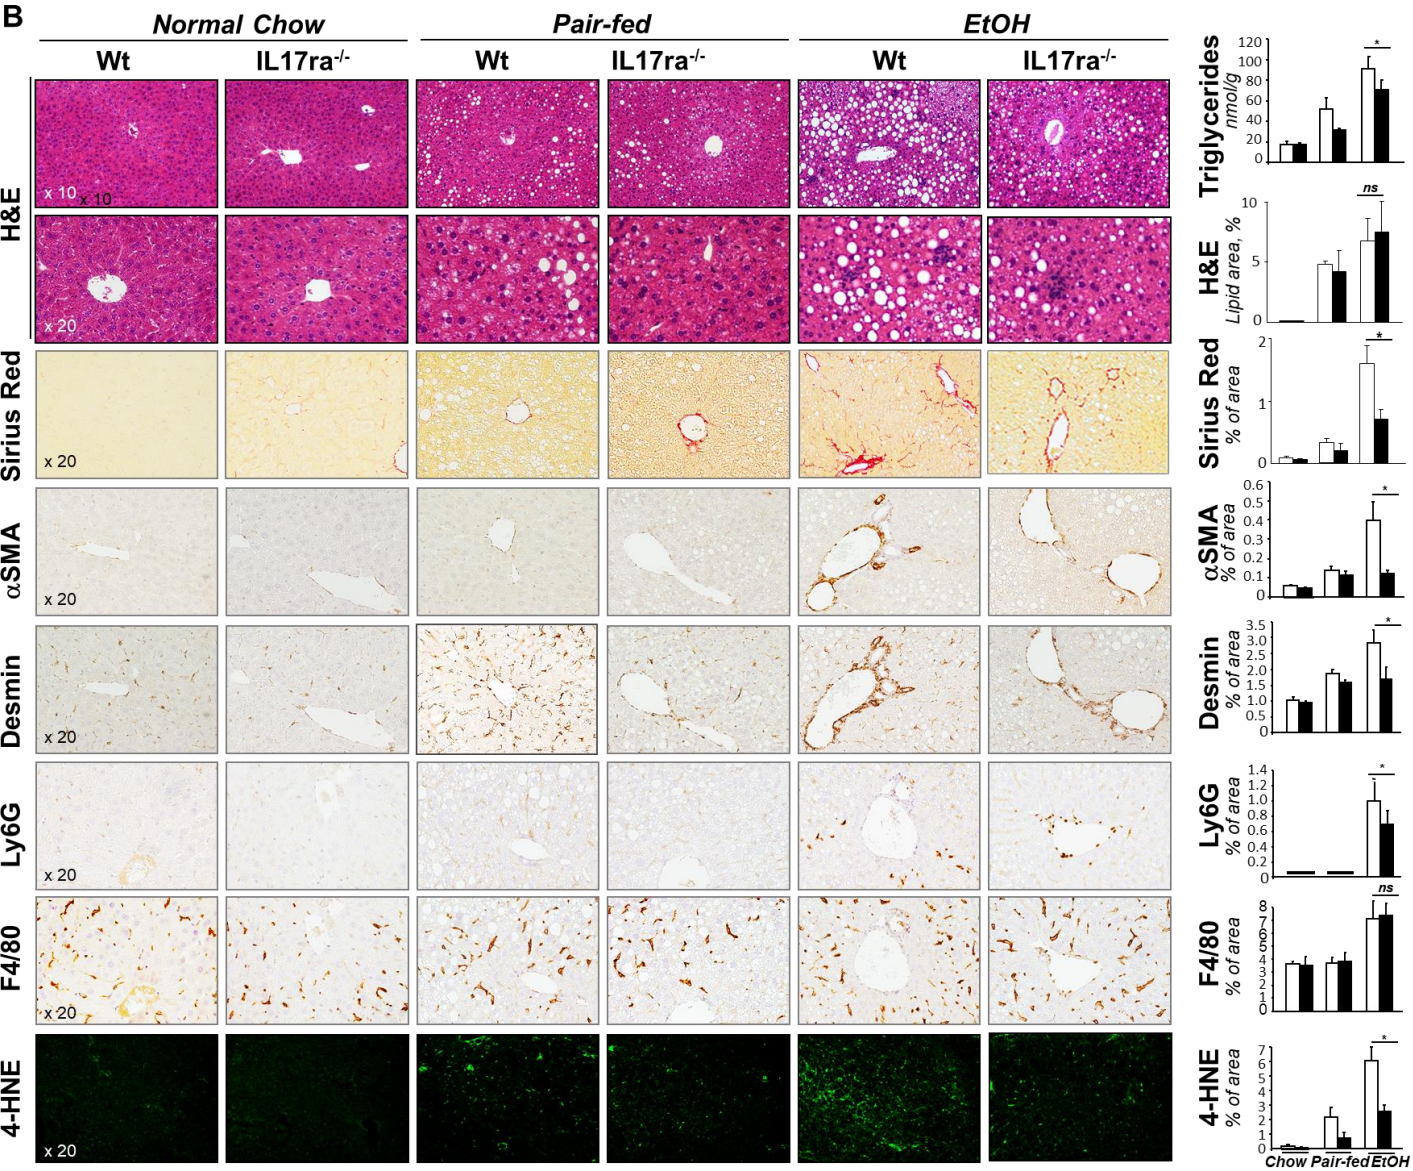 B
Normal Chow Pair-fed EtOH
Wt IL17ra-/- Wt IL17ra-/- Wt IL17ra-/-
H&E
x 10 x 10
x 20
Sirius Red
x 20
αSMA
x 20
Desmin
x 20
Ly6G
x 20
F4/80
x 20
4-HNE
x 20
Triglycerides
nmol/g
120
100
80
60
40
20
0
*
H&E
Lipid area, %
10
5
0
ns
Sirius Red
% of area
2
1
0
*
αSMA
% of area
0.6
0.5
0.4
0.3
0.2
0.1
0
*
Desmin
% of area
3.5
3.0
2.5
2.0
1.5
1.0
0.5
0
*
Ly6G
% of area
1.4
1.2
1.0
0.8
0.6
0.4
0.2
0
*
F4/80
% of area
8
7
6
5
4
3
2
1
0
ns
4-HNE
% of area
7
6
5
4
3
2
1
0
*
Chow Pair-fed EtOH